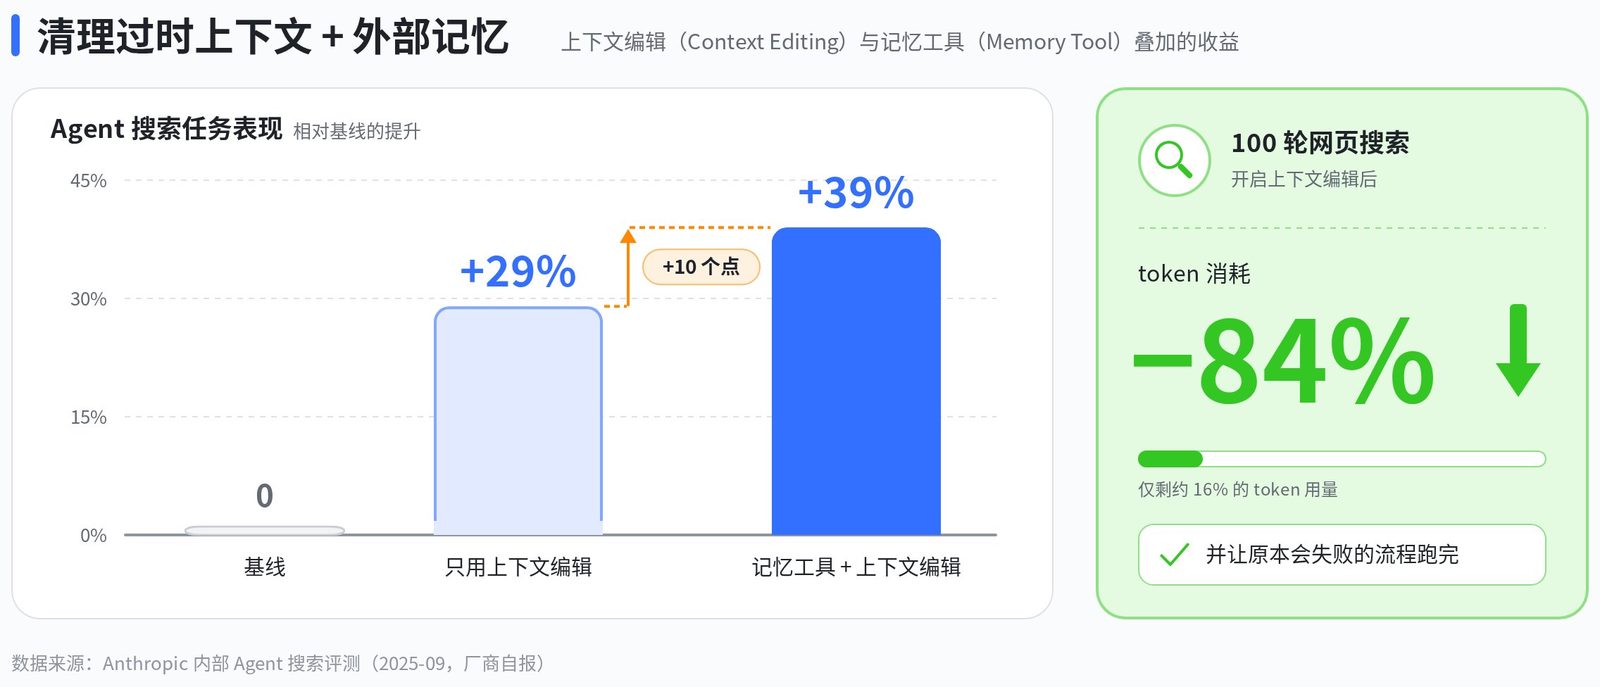 清理过时上下文 + 外部记忆
上下文编辑（Context Editing）与记忆工具（Memory Tool）叠加的收益
Agent 搜索任务表现 相对基线的提升
45%
30%
15%
0%
0
+29%
+10 个点
+39%
基线
只用上下文编辑
记忆工具 + 上下文编辑
100 轮网页搜索
开启上下文编辑后
token 消耗
−84%
仅剩约 16% 的 token 用量
并让原本会失败的流程跑完
数据来源：Anthropic 内部 Agent 搜索评测（2025-09，厂商自报）